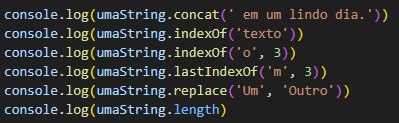 console.log(umaString.concat(' em um lindo dia.'))
console.log(umaString.indexOf('texto'))
console.log(umaString.indexOf('o', 3))
console.log(umaString.lastIndexOf('m', 3))
console.log(umaString.replace('Um', 'Outro'))
console.log(umaString.length)